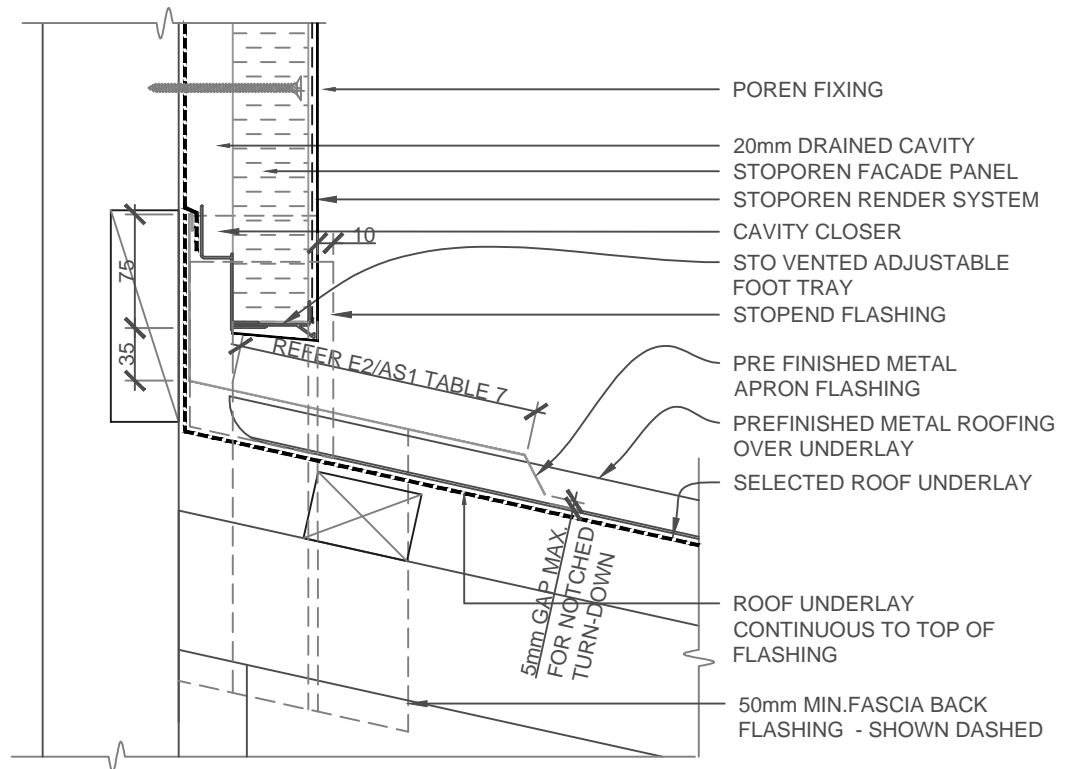 POREN FIXING
20mm DRAINED CAVITY
STOPOREN FACADE PANEL
STOPOREN RENDER SYSTEM
CAVITY CLOSER
STO VENTED ADJUSTABLE
FOOT TRAY
STOPEND FLASHING
PRE FINISHED METAL
APRON FLASHING
PREFINISHED METAL ROOFING
OVER UNDERLAY
SELECTED ROOF UNDERLAY
ROOF UNDERLAY
CONTINUOUS TO TOP OF
FLASHING
50mm MIN.FASCIA BACK
FLASHING - SHOWN DASHED
10
75
35
REFER E2/AS1 TABLE 7
5mm GAP MAX.
FOR NOTCHED
TURN-DOWN